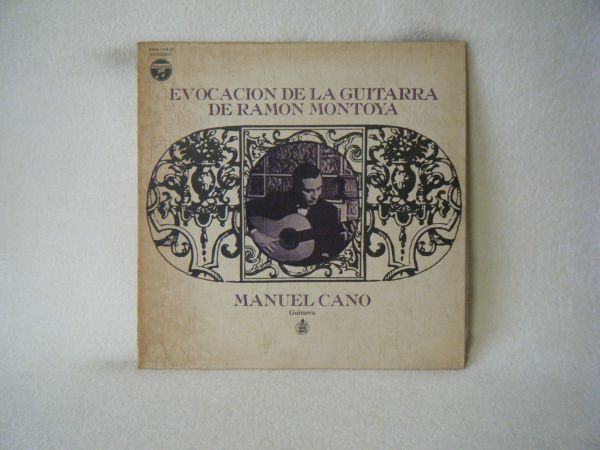 EVOCACION DE LA GUITARRA
DE RAMON MONTOYA
MANUEL CANO
Guitarra